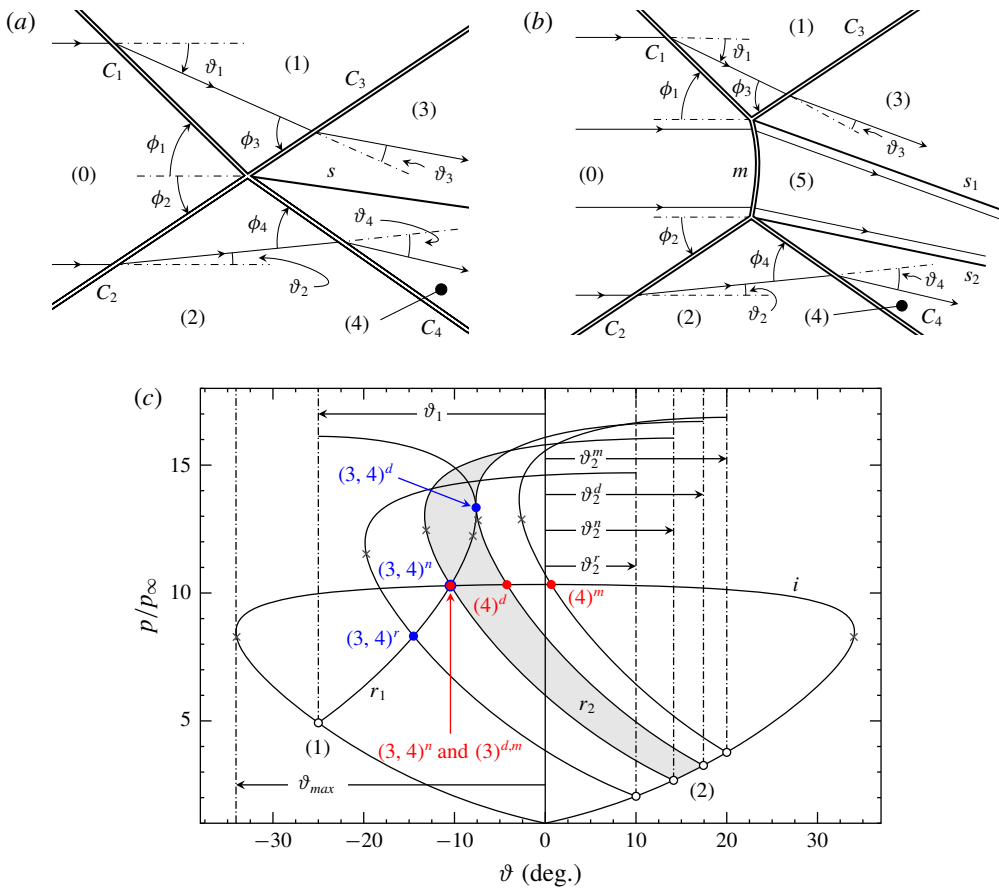 (a)
C₁
ϑ₁
(1)
C₃
(3)
ϕ₁
ϕ₃
ϑ₃
(0)
s
ϕ₂
ϕ₄
ϑ₄
C₂
ϑ₂
(2)
(4)
C₄
(b)
C₁
ϑ₁
(1)
C₃
ϕ₁
ϕ₃
(3)
ϑ₃
(0)
m
(5)
s₁
ϕ₂
s₂
ϕ₄
ϑ₄
C₂
(2)
ϑ₂
(4)
C₄
(c)
ϑ₁
15
ϑ₂ᵐ
(3, 4)ᵈ
ϑ₂ᵈ
ϑ₂ⁿ
(3, 4)ⁿ
ϑ₂ʳ
10
(4)ᵈ
(4)ᵐ
i
p/p∞
(3, 4)ʳ
r₁
r₂
5
(1)
(3, 4)ⁿ and (3)ᵈ,ᵐ
(2)
ϑₘₐₓ
−30 −20 −10 0 10 20 30
ϑ (deg.)